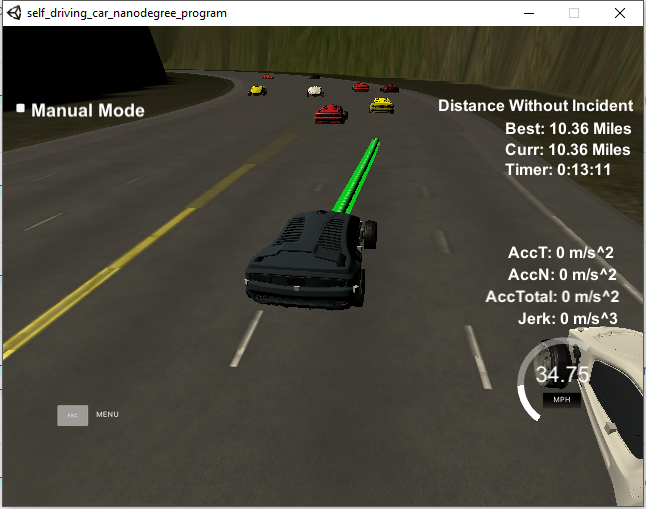 self_driving_car_nanodegree_program
Manual Mode
Distance Without Incident
Best: 10.36 Miles
Curr: 10.36 Miles
Timer: 0:13:11
AccT: 0 m/s^2
AccN: 0 m/s^2
AccTotal: 0 m/s^2
Jerk: 0 m/s^3
34.75
MPH
ESC
MENU